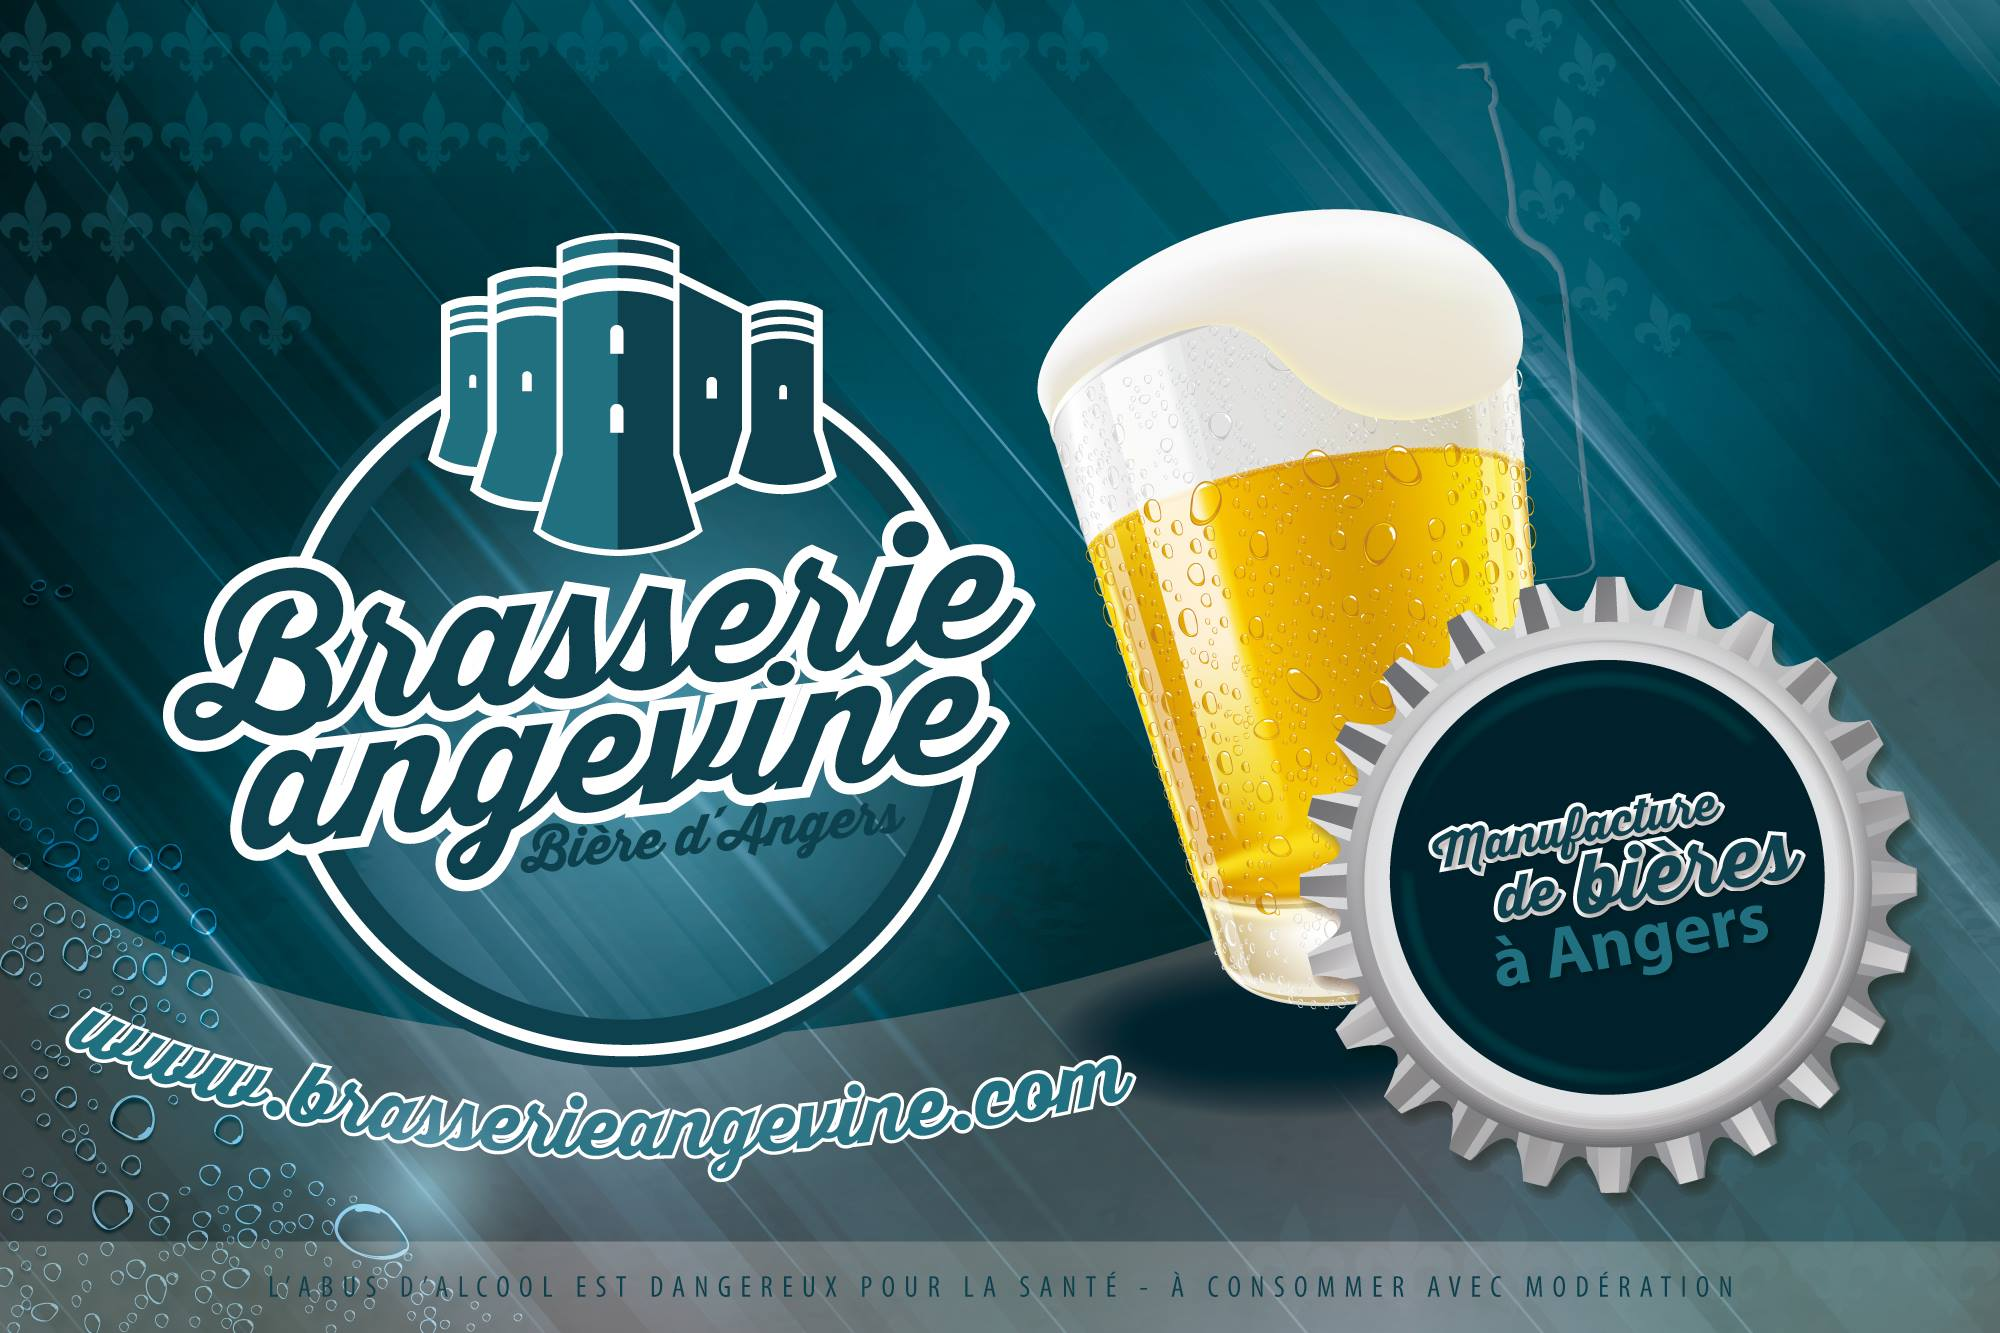 Brasserie
angevine
Bière d'Angers
Manufacture
de bières
à Angers
www.brasserieangevine.com
L'ABUS D'ALCOOL EST DANGEREUX POUR LA SANTÉ - À CONSOMMER AVEC MODÉRATION